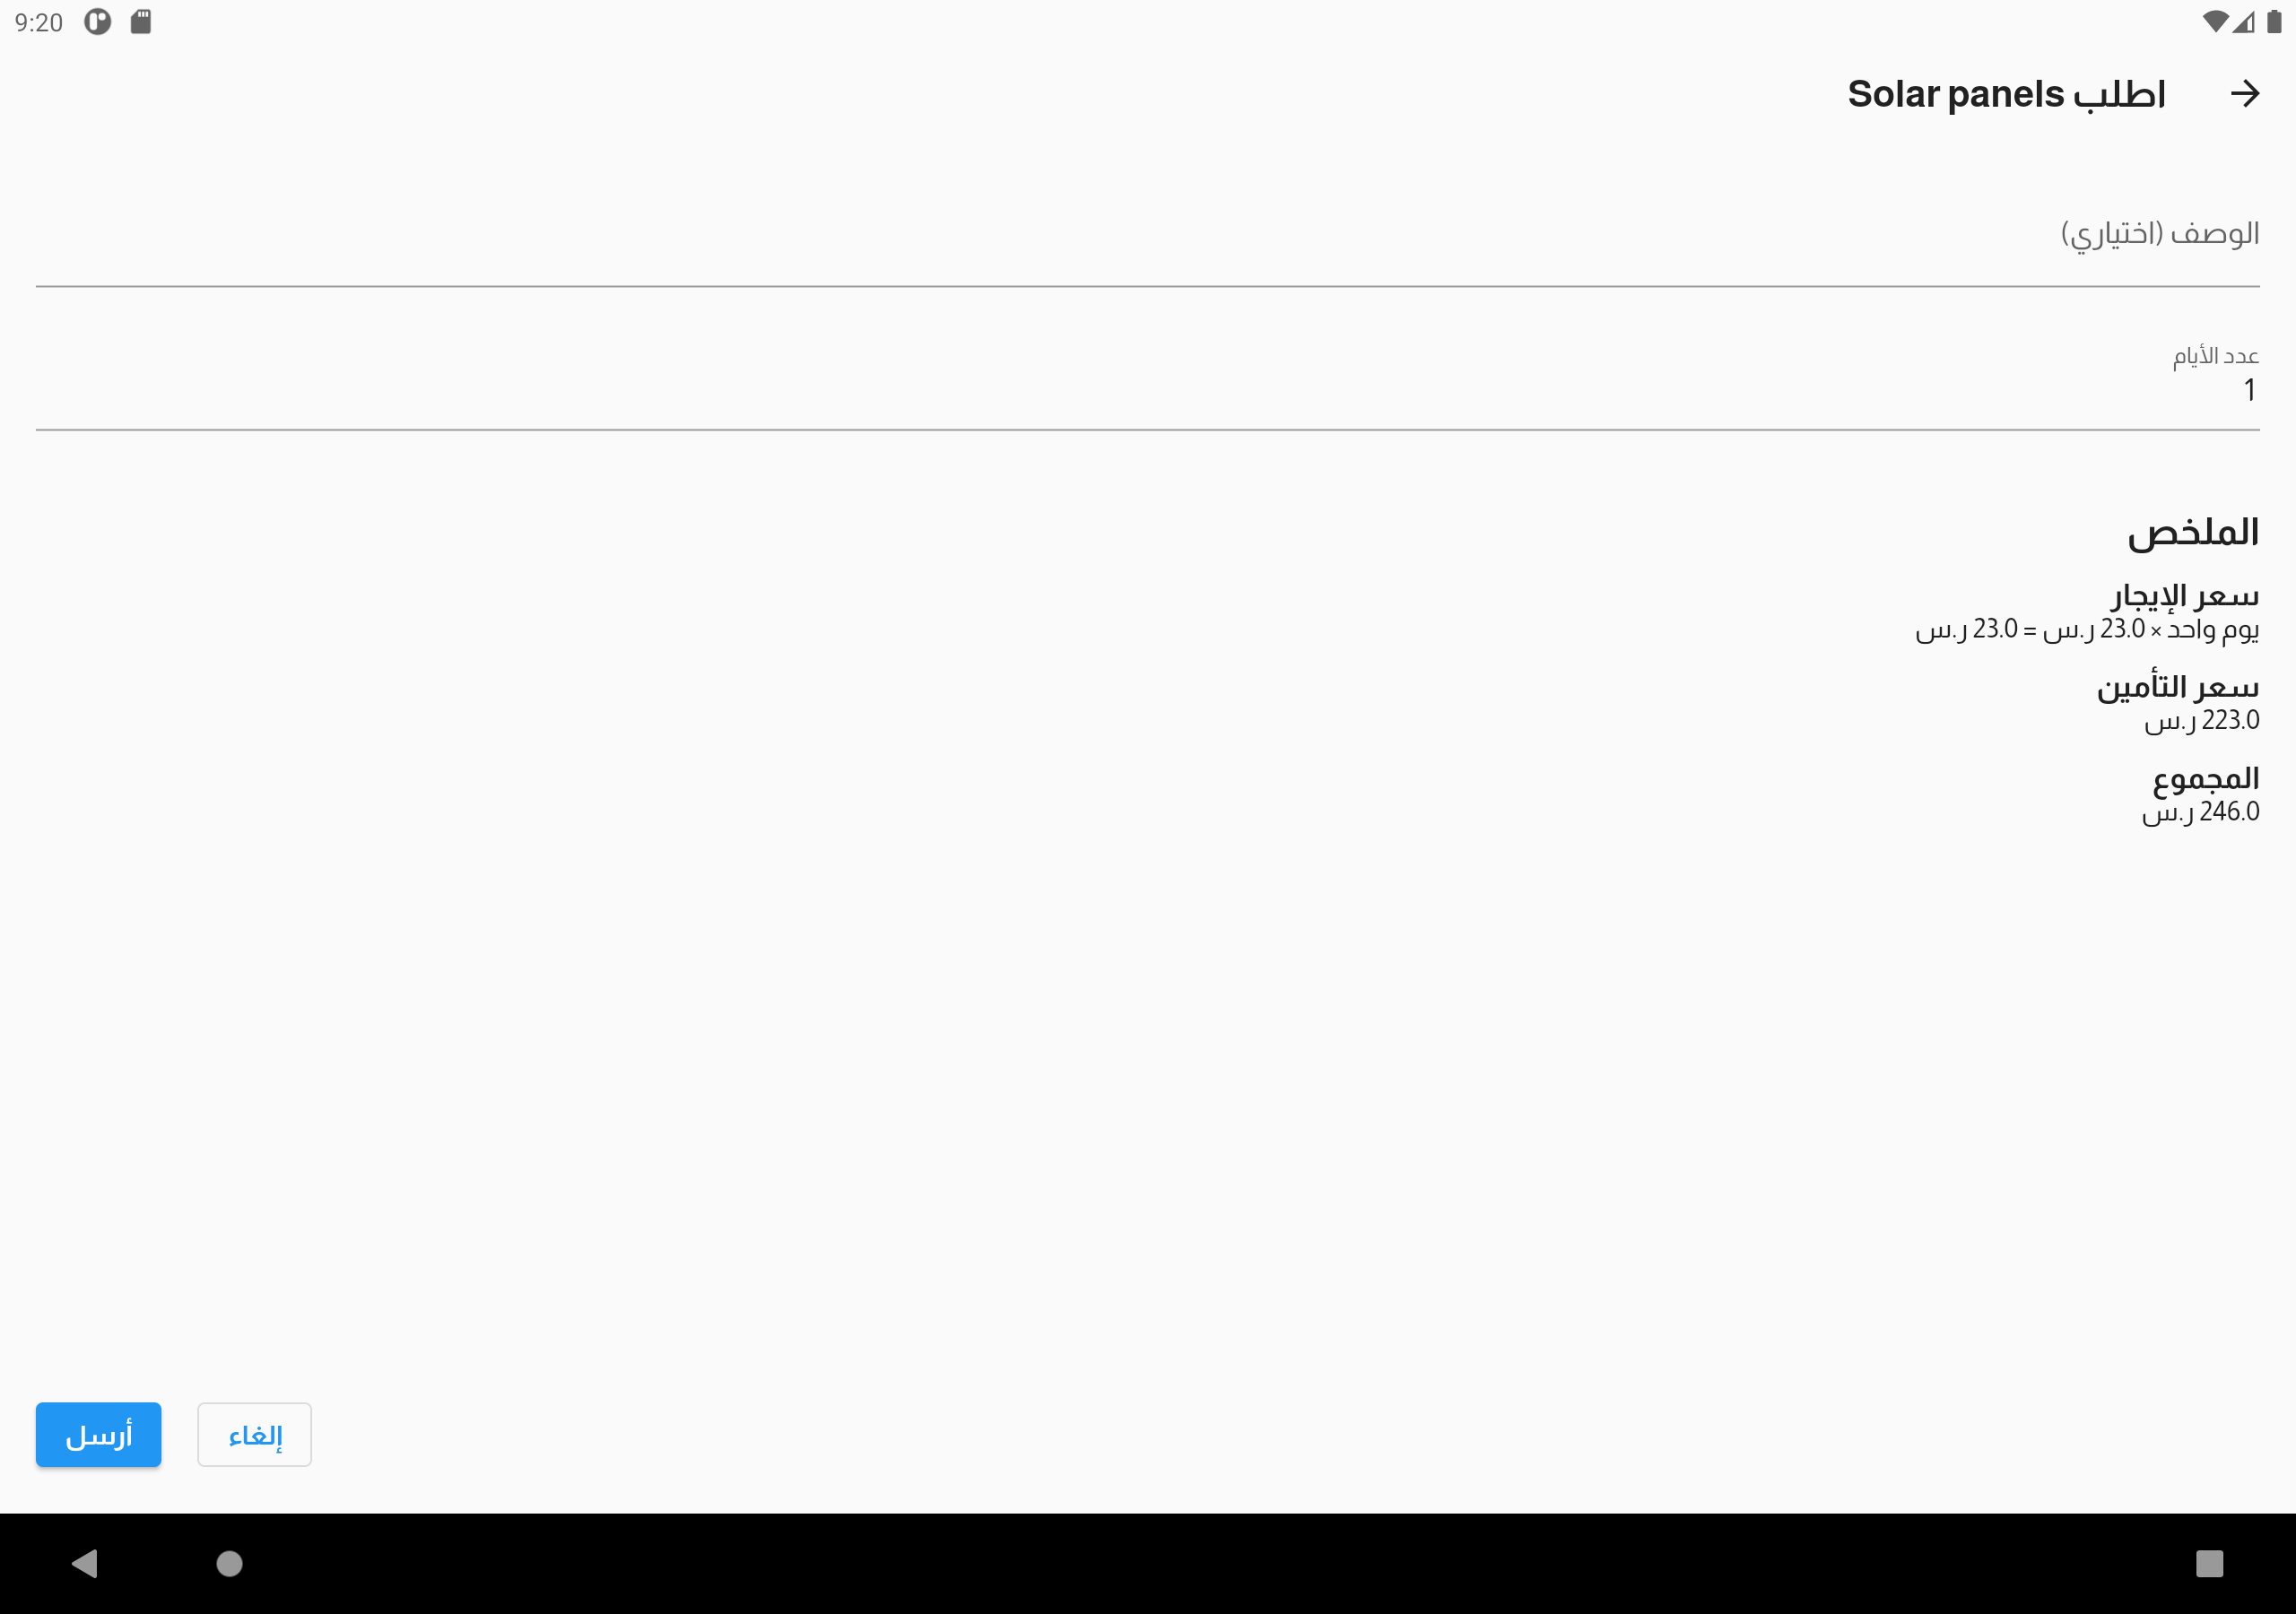 9:20
اطلب Solar panels
الوصف (اختياري)
عدد الأيام
1
الملخص
سعر الإيجار
يوم واحد × 23.0 ر.س = 23.0 ر.س
سعر التأمين
223.0 ر.س
المجموع
246.0 ر.س
إلغاء
أرسل